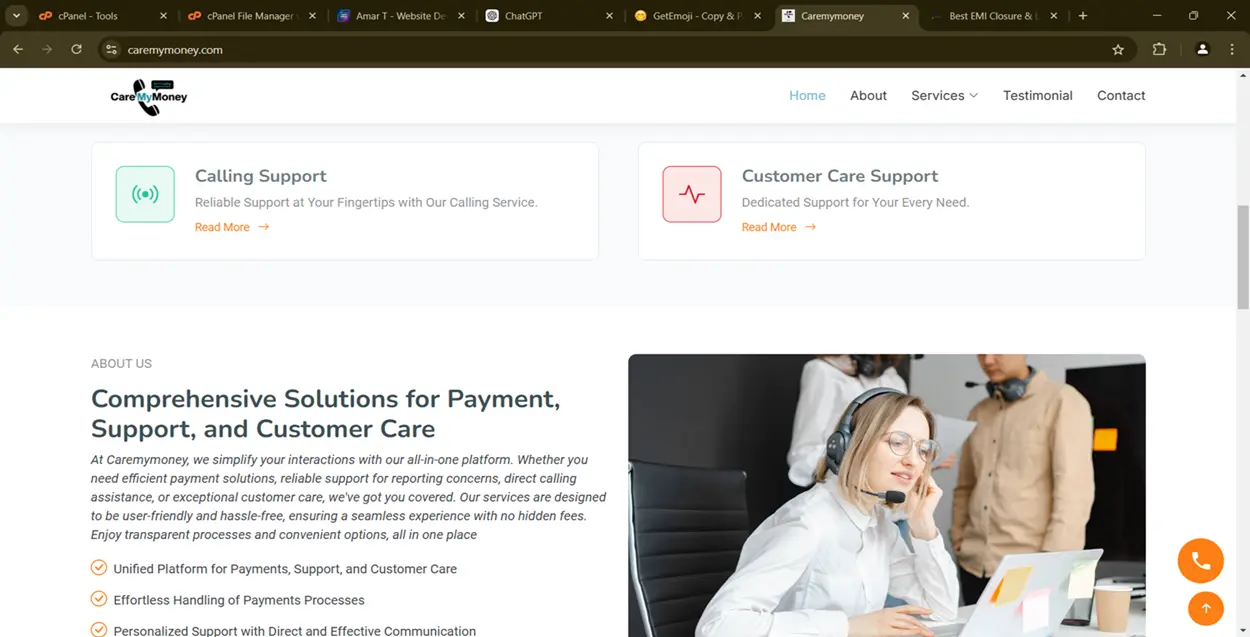 cPanel - Tools
cPanel File Manager
Amar T - Website De
ChatGPT
GetEmoji - Copy & P
Caremymoney
Best EMI Closure &
caremymoney.com
CareMyMoney
Home
About
Services
Testimonial
Contact
Calling Support
Reliable Support at Your Fingertips with Our Calling Service.
Read More →
Customer Care Support
Dedicated Support for Your Every Need.
Read More →
ABOUT US
Comprehensive Solutions for Payment,
Support, and Customer Care
At Caremymoney, we simplify your interactions with our all-in-one platform. Whether you
need efficient payment solutions, reliable support for reporting concerns, direct calling
assistance, or exceptional customer care, we've got you covered. Our services are designed
to be user-friendly and hassle-free, ensuring a seamless experience with no hidden fees.
Enjoy transparent processes and convenient options, all in one place
Unified Platform for Payments, Support, and Customer Care
Effortless Handling of Payments Processes
Personalized Support with Direct and Effective Communication